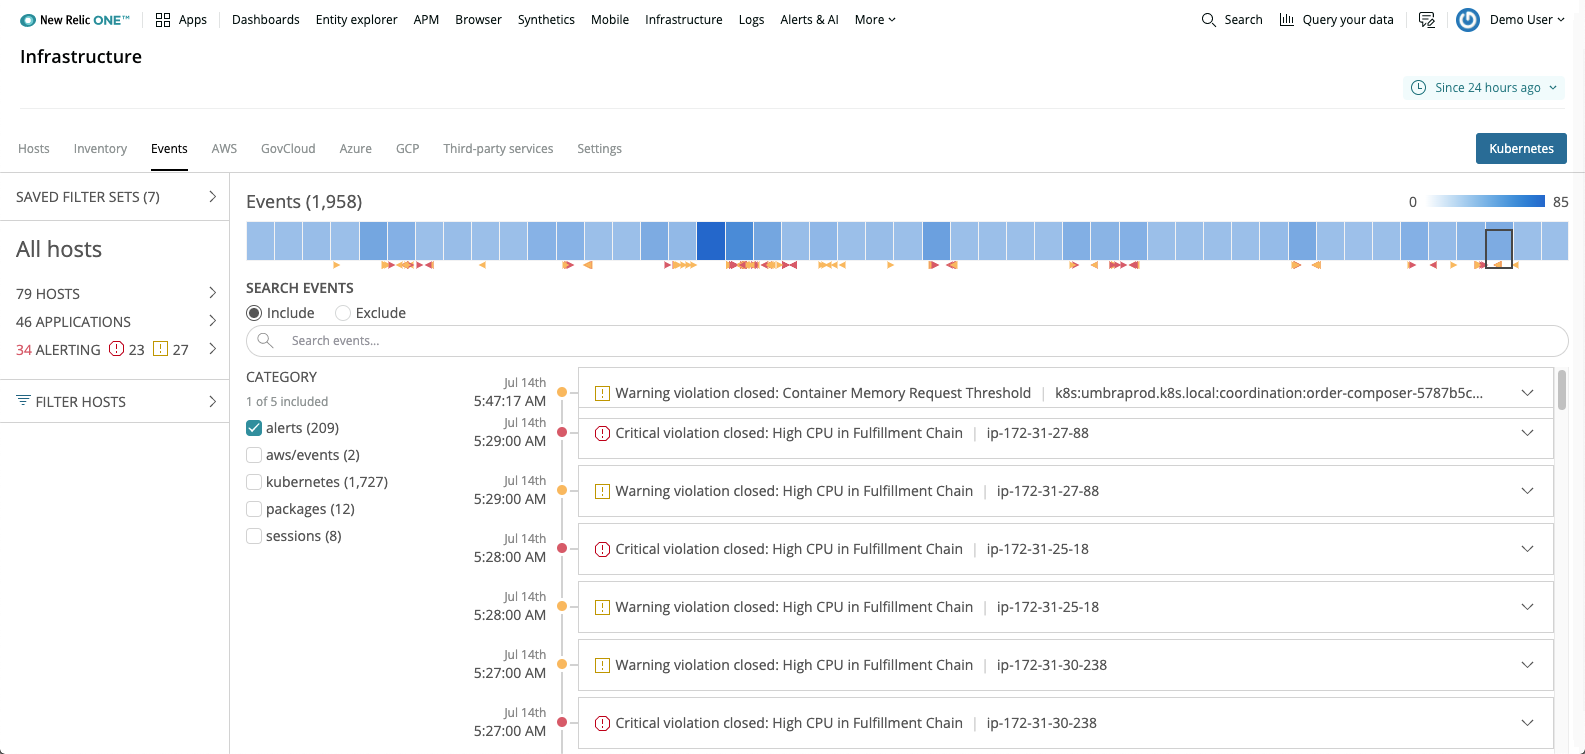 New Relic ONE™ Apps Dashboards Entity explorer APM Browser Synthetics Mobile Infrastructure Logs Alerts & AI More Search Query your data Demo User
Infrastructure
Since 24 hours ago
Hosts Inventory Events AWS GovCloud Azure GCP Third-party services Settings Kubernetes
SAVED FILTER SETS (7)
All hosts
79 HOSTS
46 APPLICATIONS
34 ALERTING 23 27
FILTER HOSTS
Events (1,958) 0 85
SEARCH EVENTS
Include Exclude
Search events...
CATEGORY
1 of 5 included
alerts (209)
aws/events (2)
kubernetes (1,727)
packages (12)
sessions (8)
Jul 14th
5:47:17 AM
Warning violation closed: Container Memory Request Threshold | k8s:umbraprod.k8s.local:coordination:order-composer-5787b5c...
Jul 14th
5:29:00 AM
Critical violation closed: High CPU in Fulfillment Chain | ip-172-31-27-88
Jul 14th
5:29:00 AM
Warning violation closed: High CPU in Fulfillment Chain | ip-172-31-27-88
Jul 14th
5:28:00 AM
Critical violation closed: High CPU in Fulfillment Chain | ip-172-31-25-18
Jul 14th
5:28:00 AM
Warning violation closed: High CPU in Fulfillment Chain | ip-172-31-25-18
Jul 14th
5:27:00 AM
Warning violation closed: High CPU in Fulfillment Chain | ip-172-31-30-238
Jul 14th
5:27:00 AM
Critical violation closed: High CPU in Fulfillment Chain | ip-172-31-30-238